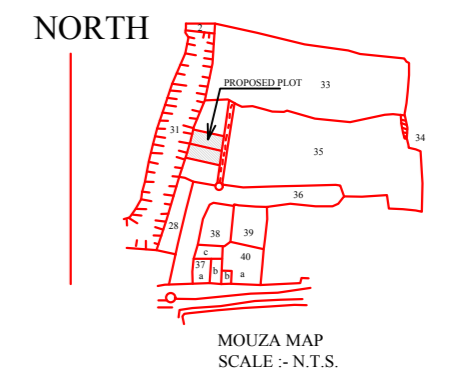 NORTH
2
PROPOSED PLOT
33
31
34
35
36
28
38
39
c
40
37
a
b
b
a
MOUZA MAP
SCALE :- N.T.S.